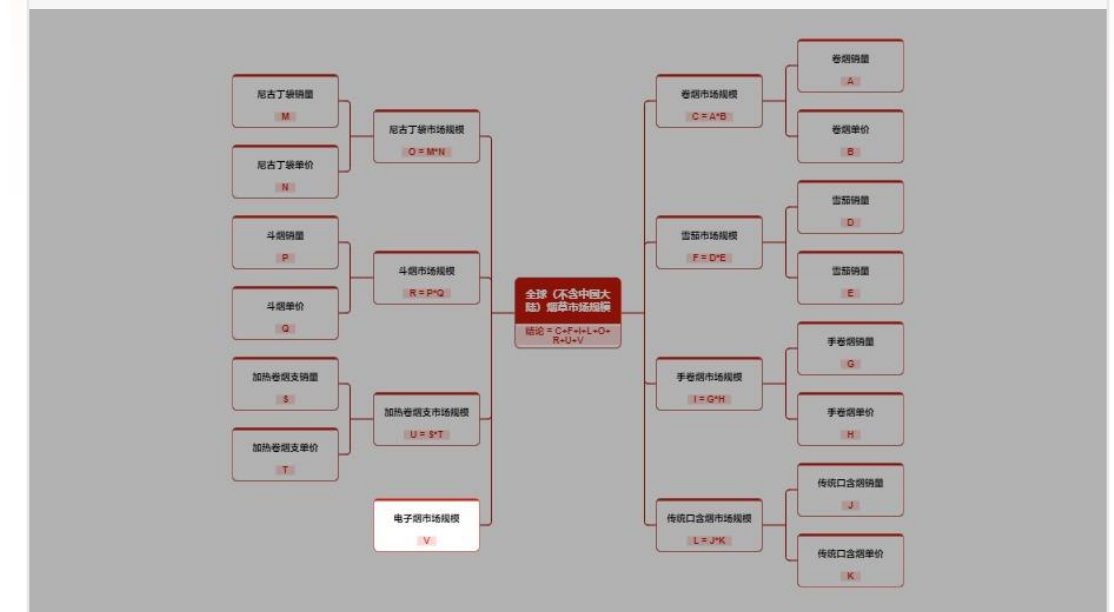 尼古丁袋销量
M
尼古丁袋单价
N
尼古丁袋市场规模
O = M*N
斗烟销量
P
斗烟单价
Q
斗烟市场规模
R = P*Q
加热卷烟支销量
S
加热卷烟支单价
T
加热卷烟支市场规模
U = S*T
电子烟市场规模
V
全球（不含中国大
陆）烟草市场规模
结论 = C+F+I+L+O+
R+U+V
卷烟市场规模
C = A*B
卷烟销量
A
卷烟单价
B
雪茄市场规模
F = D*E
雪茄销量
D
雪茄销量
E
手卷烟市场规模
I = G*H
手卷烟销量
G
手卷烟单价
H
传统口含烟市场规模
L = J*K
传统口含烟销量
J
传统口含烟单价
K